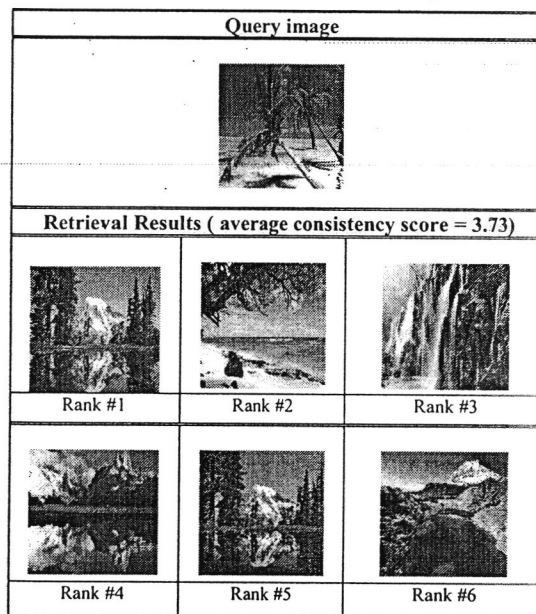 Query image
Retrieval Results ( average consistency score = 3.73)
Rank #1
Rank #2
Rank #3
Rank #4
Rank #5
Rank #6